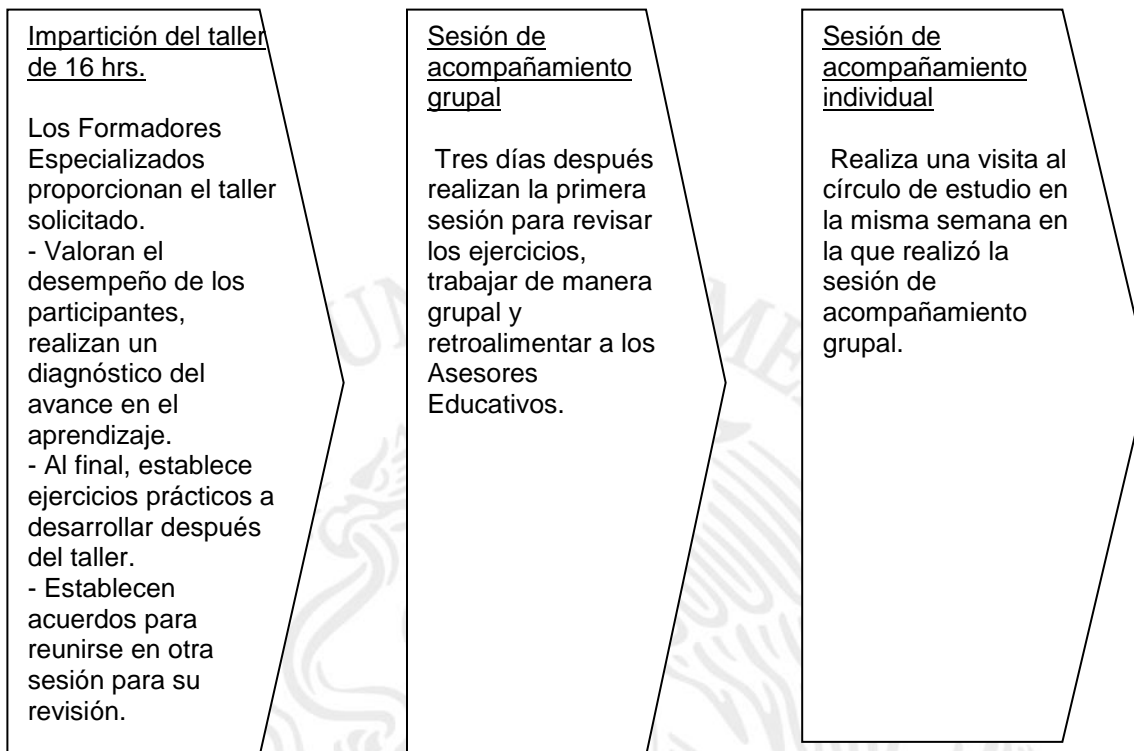 Impartición del taller
de 16 hrs.
Los Formadores
Especializados
proporcionan el taller
solicitado.
- Valoran el
desempeño de los
participantes,
realizan un
diagnóstico del
avance en el
aprendizaje.
- Al final, establece
ejercicios prácticos a
desarrollar después
del taller.
- Establecen
acuerdos para
reunirse en otra
sesión para su
revisión.
Sesión de
acompañamiento
grupal
Tres días después
realizan la primera
sesión para revisar
los ejercicios,
trabajar de manera
grupal y
retroalimentar a los
Asesores
Educativos.
Sesión de
acompañamiento
individual
Realiza una visita al
círculo de estudio en
la misma semana en
la que realizó la
sesión de
acompañamiento
grupal.